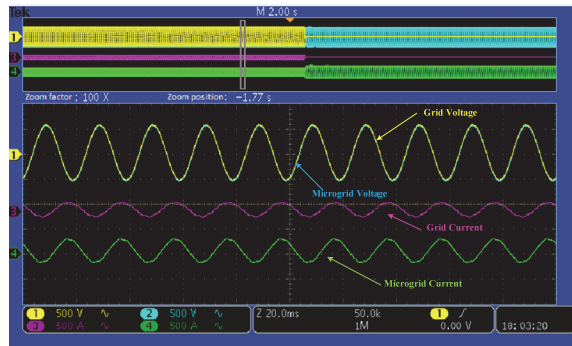 Tek
M 2.00 s
1
3
4
Zoom factor : 100 X
Zoom position: -1.77 s
Grid Voltage
1
Microgrid Voltage
3
Grid Current
4
Microgrid Current
1 500 V ∿ 2 500 V ∿ Z 20.0ms 50.0k 1 ∫
3 500 A ∿ 4 500 A ∿ 1M 0.00 V 18:03:20